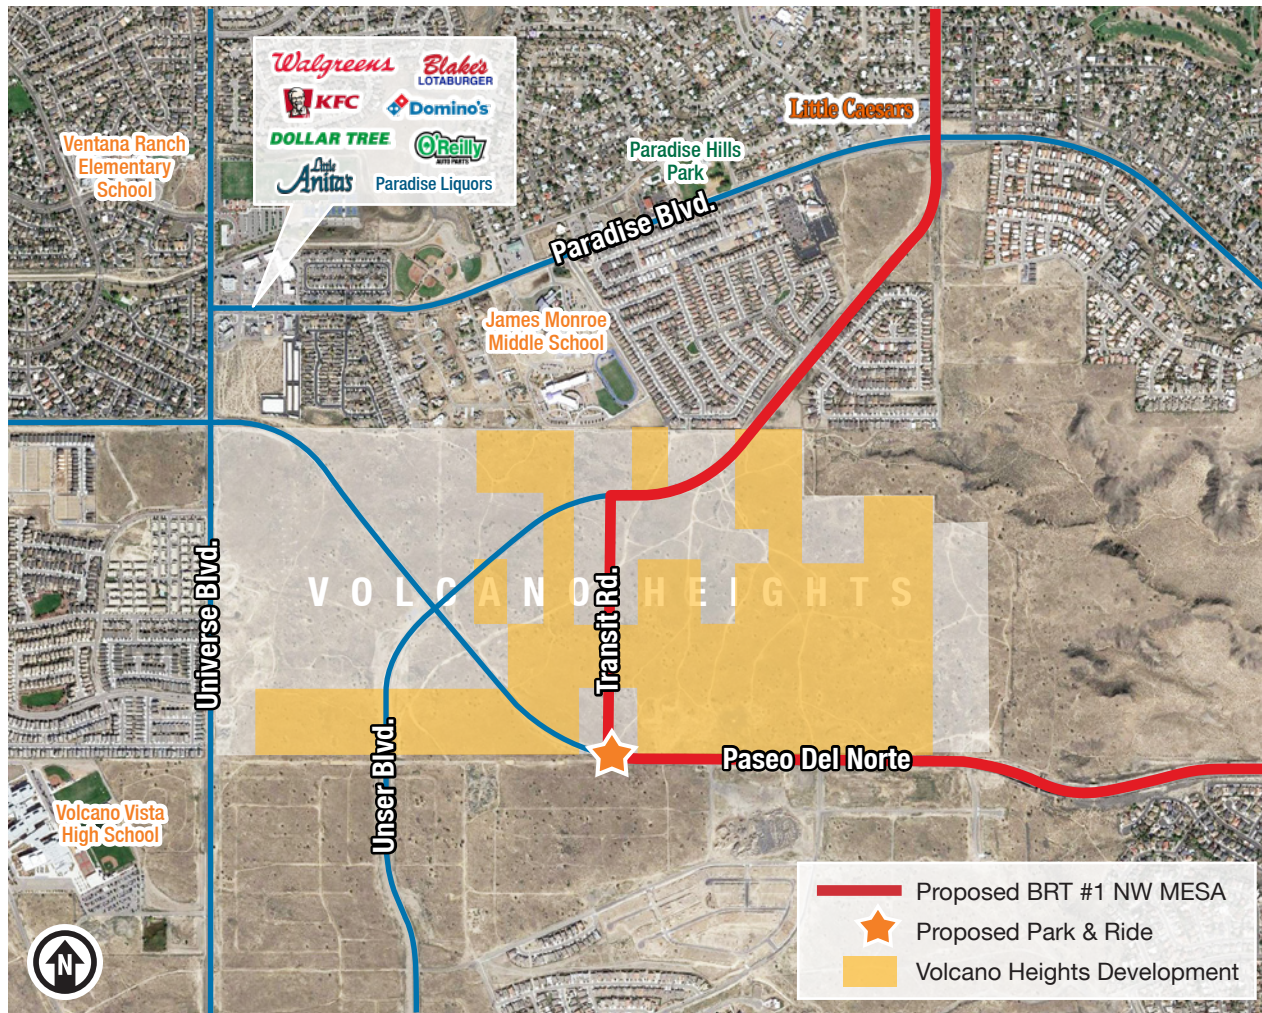 Walgreens
Blake's
LOTABURGER
KFC
Domino's
DOLLAR TREE
O'Reilly
AUTO PARTS
Little
Anita's
Paradise Liquors
Little Caesars
Ventana Ranch
Elementary
School
Paradise Hills
Park
Paradise Blvd.
James Monroe
Middle School
VOLCANO HEIGHTS
Universe Blvd.
Transit Rd.
Unser Blvd.
Paseo Del Norte
Volcano Vista
High School
N
Proposed BRT #1 NW MESA
Proposed Park & Ride
Volcano Heights Development